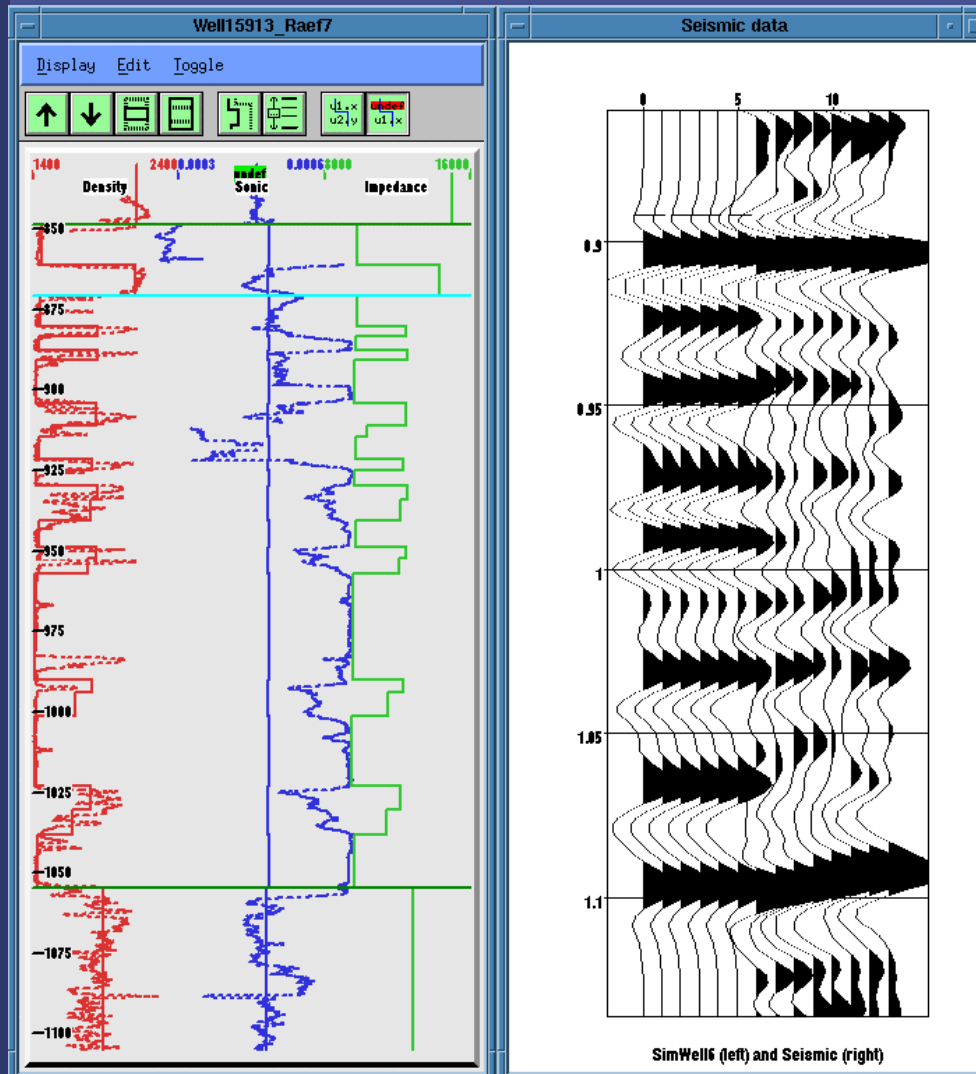 Well15913_Raef7
Display Edit Toggle
u1.x
u2.y
undef
u1.x
1400 2400 0.0003 0.0006 8000 16000
undef
Density Sonic Impedance
850
875
900
925
950
975
1000
1025
1050
1075
1100
Seismic data
0 5 10
0.9
0.95
1
1.05
1.1
SimWell6 (left) and Seismic (right)